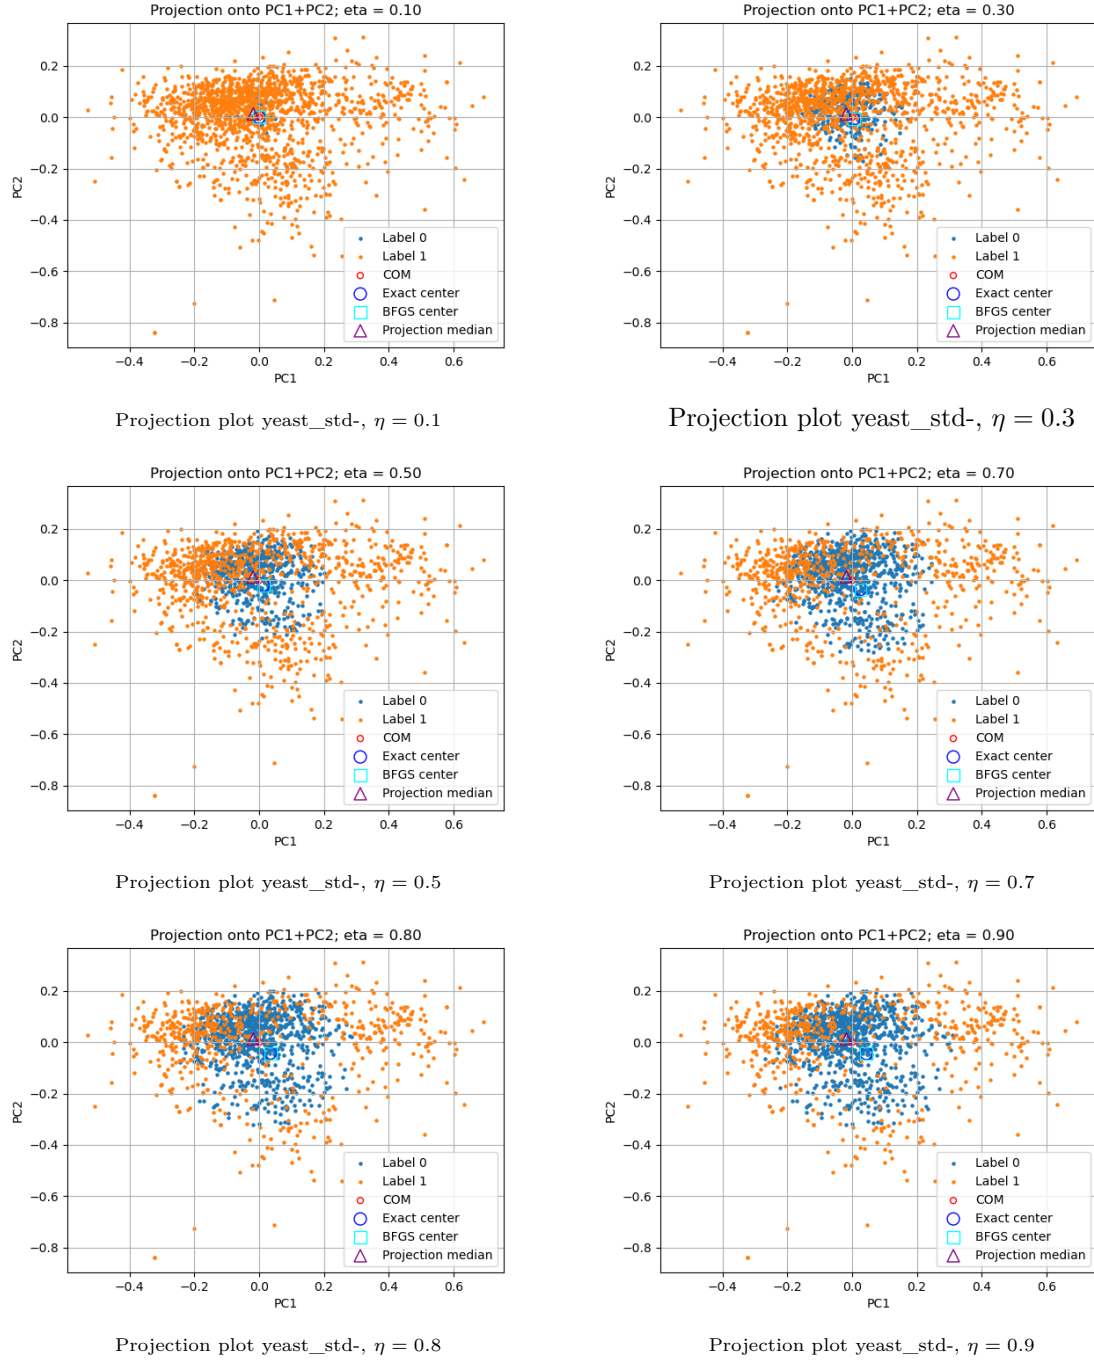 Projection onto PC1+PC2; eta = 0.10
0.2
0.0
−0.2
−0.4
−0.6
−0.8
PC2
Label 0
Label 1
COM
Exact center
BFGS center
Projection median
−0.4 −0.2 0.0 0.2 0.4 0.6
PC1
Projection plot yeast_std-, η = 0.1
Projection onto PC1+PC2; eta = 0.30
0.2
0.0
−0.2
−0.4
−0.6
−0.8
PC2
Label 0
Label 1
COM
Exact center
BFGS center
Projection median
−0.4 −0.2 0.0 0.2 0.4 0.6
PC1
Projection plot yeast_std-, η = 0.3
Projection onto PC1+PC2; eta = 0.50
0.2
0.0
−0.2
−0.4
−0.6
−0.8
PC2
Label 0
Label 1
COM
Exact center
BFGS center
Projection median
−0.4 −0.2 0.0 0.2 0.4 0.6
PC1
Projection plot yeast_std-, η = 0.5
Projection onto PC1+PC2; eta = 0.70
0.2
0.0
−0.2
−0.4
−0.6
−0.8
PC2
Label 0
Label 1
COM
Exact center
BFGS center
Projection median
−0.4 −0.2 0.0 0.2 0.4 0.6
PC1
Projection plot yeast_std-, η = 0.7
Projection onto PC1+PC2; eta = 0.80
0.2
0.0
−0.2
−0.4
−0.6
−0.8
PC2
Label 0
Label 1
COM
Exact center
BFGS center
Projection median
−0.4 −0.2 0.0 0.2 0.4 0.6
PC1
Projection plot yeast_std-, η = 0.8
Projection onto PC1+PC2; eta = 0.90
0.2
0.0
−0.2
−0.4
−0.6
−0.8
PC2
Label 0
Label 1
COM
Exact center
BFGS center
Projection median
−0.4 −0.2 0.0 0.2 0.4 0.6
PC1
Projection plot yeast_std-, η = 0.9